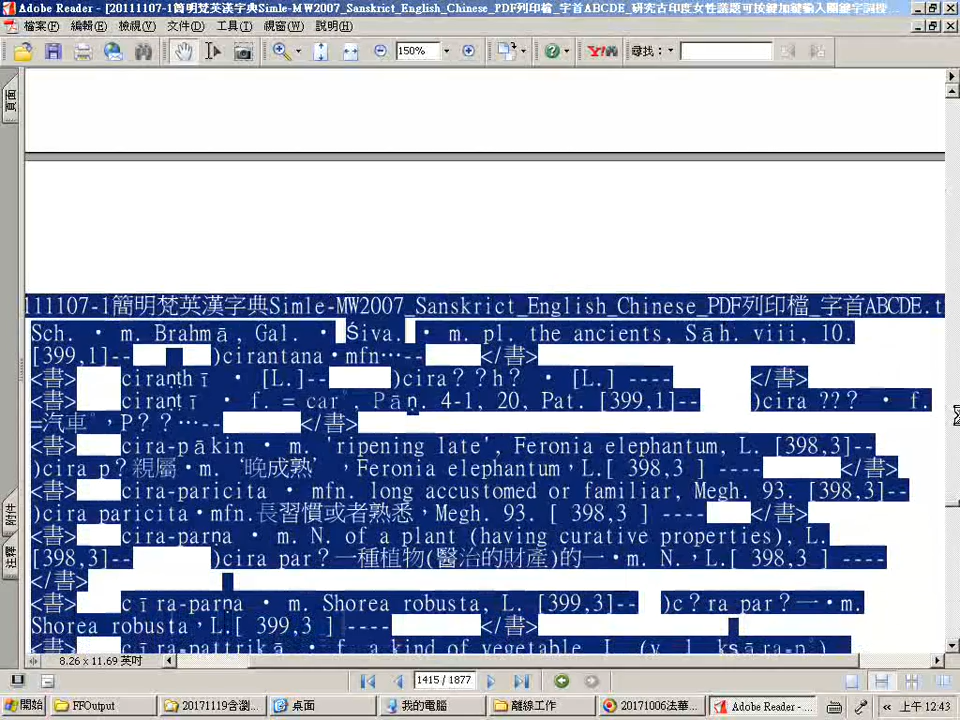 Adobe Reader - [20111107-1簡明梵英漢字典Simle-MW2007_Sanskrict_English_Chinese_PDF列印檔_字首ABCDE_研究古印度女性議題可按鍵加鍵輸入關鍵字詞搜
檔案(F) 編輯(E) 檢視(V) 文件(D) 工具(T) 視窗(W) 說明(H)
150% 尋找:
頁面
111107-1簡明梵英漢字典Simle-MW2007_Sanskrict_English_Chinese_PDF列印檔_字首ABCDE.t
Sch. ‧ m. Brahmā, Gal. ‧ Śiva. ‧ m. pl. the ancients, Sāh. viii, 10.
[399,1]-- )cirantana‧mfn…-- </書>
<書> ciraṇṭhī ‧ [L.]-- )cira??h? ‧ [L.] ---- </書>
<書> ciraṇṭī ‧ f. = car°, Pāṇ. 4-1, 20, Pat. [399,1]-- )cira ??? ‧ f.
=汽車°,P??…-- </書>
<書> cira-pākin ‧ m. 'ripening late', Feronia elephantum, L. [398,3]--
)cira p?親屬‧m.‘晚成熟’,Feronia elephantum,L.[ 398,3 ] ---- </書>
<書> cira-paricita ‧ mfn. long accustomed or familiar, Megh. 93. [398,3]--
)cira paricita‧mfn.長習慣或者熟悉,Megh. 93. [ 398,3 ] ---- </書>
<書> cira-parṇa ‧ m. N. of a plant (having curative properties), L.
[398,3]-- )cira par?一種植物(醫治的財產)的一‧m. N.,L.[ 398,3 ] ----
</書>
<書> cīra-parṇa ‧ m. Shorea robusta, L. [399,3]-- )c?ra par?一‧m.
Shorea robusta,L.[ 399,3 ] ---- </書>
<書> cīra-pattrikā ‧ f. a kind of vegetable, L. (v. l. kṣāra-p°)
附件
注釋
8.26 x 11.69 英吋
1415 / 1877
開始 FFOutput 20171119含瀏... 桌面 我的電腦 離線工作 20171006法華... Adobe Reader - ... 上午 12:43